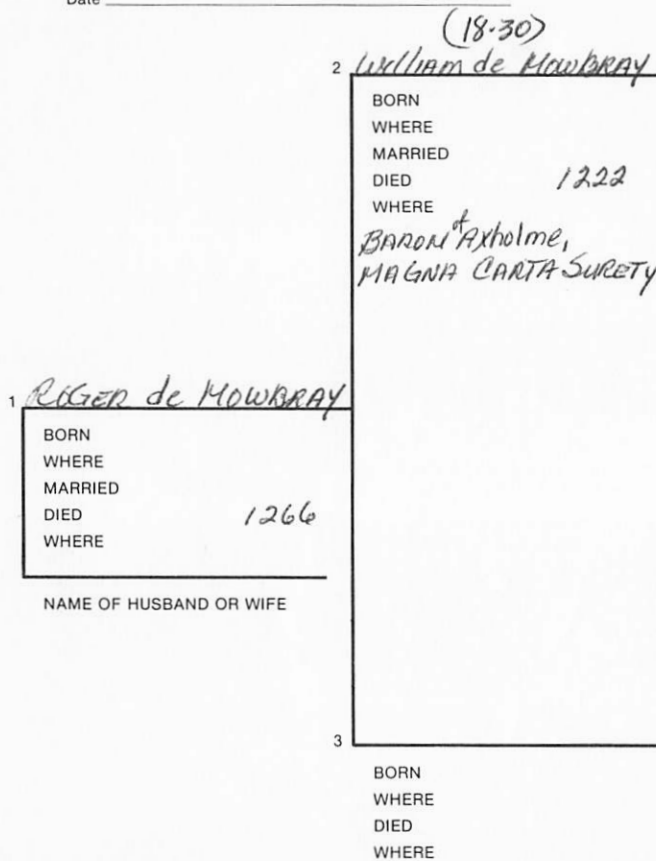 Date
(18-30)
2 William de Mowbray
BORN
WHERE
MARRIED
DIED 1222
WHERE
BARON of Axholme,
MAGNA CARTA SURETY
1 ROGER de MOWBRAY
BORN
WHERE
MARRIED
DIED 1266
WHERE
NAME OF HUSBAND OR WIFE
3
BORN
WHERE
DIED
WHERE